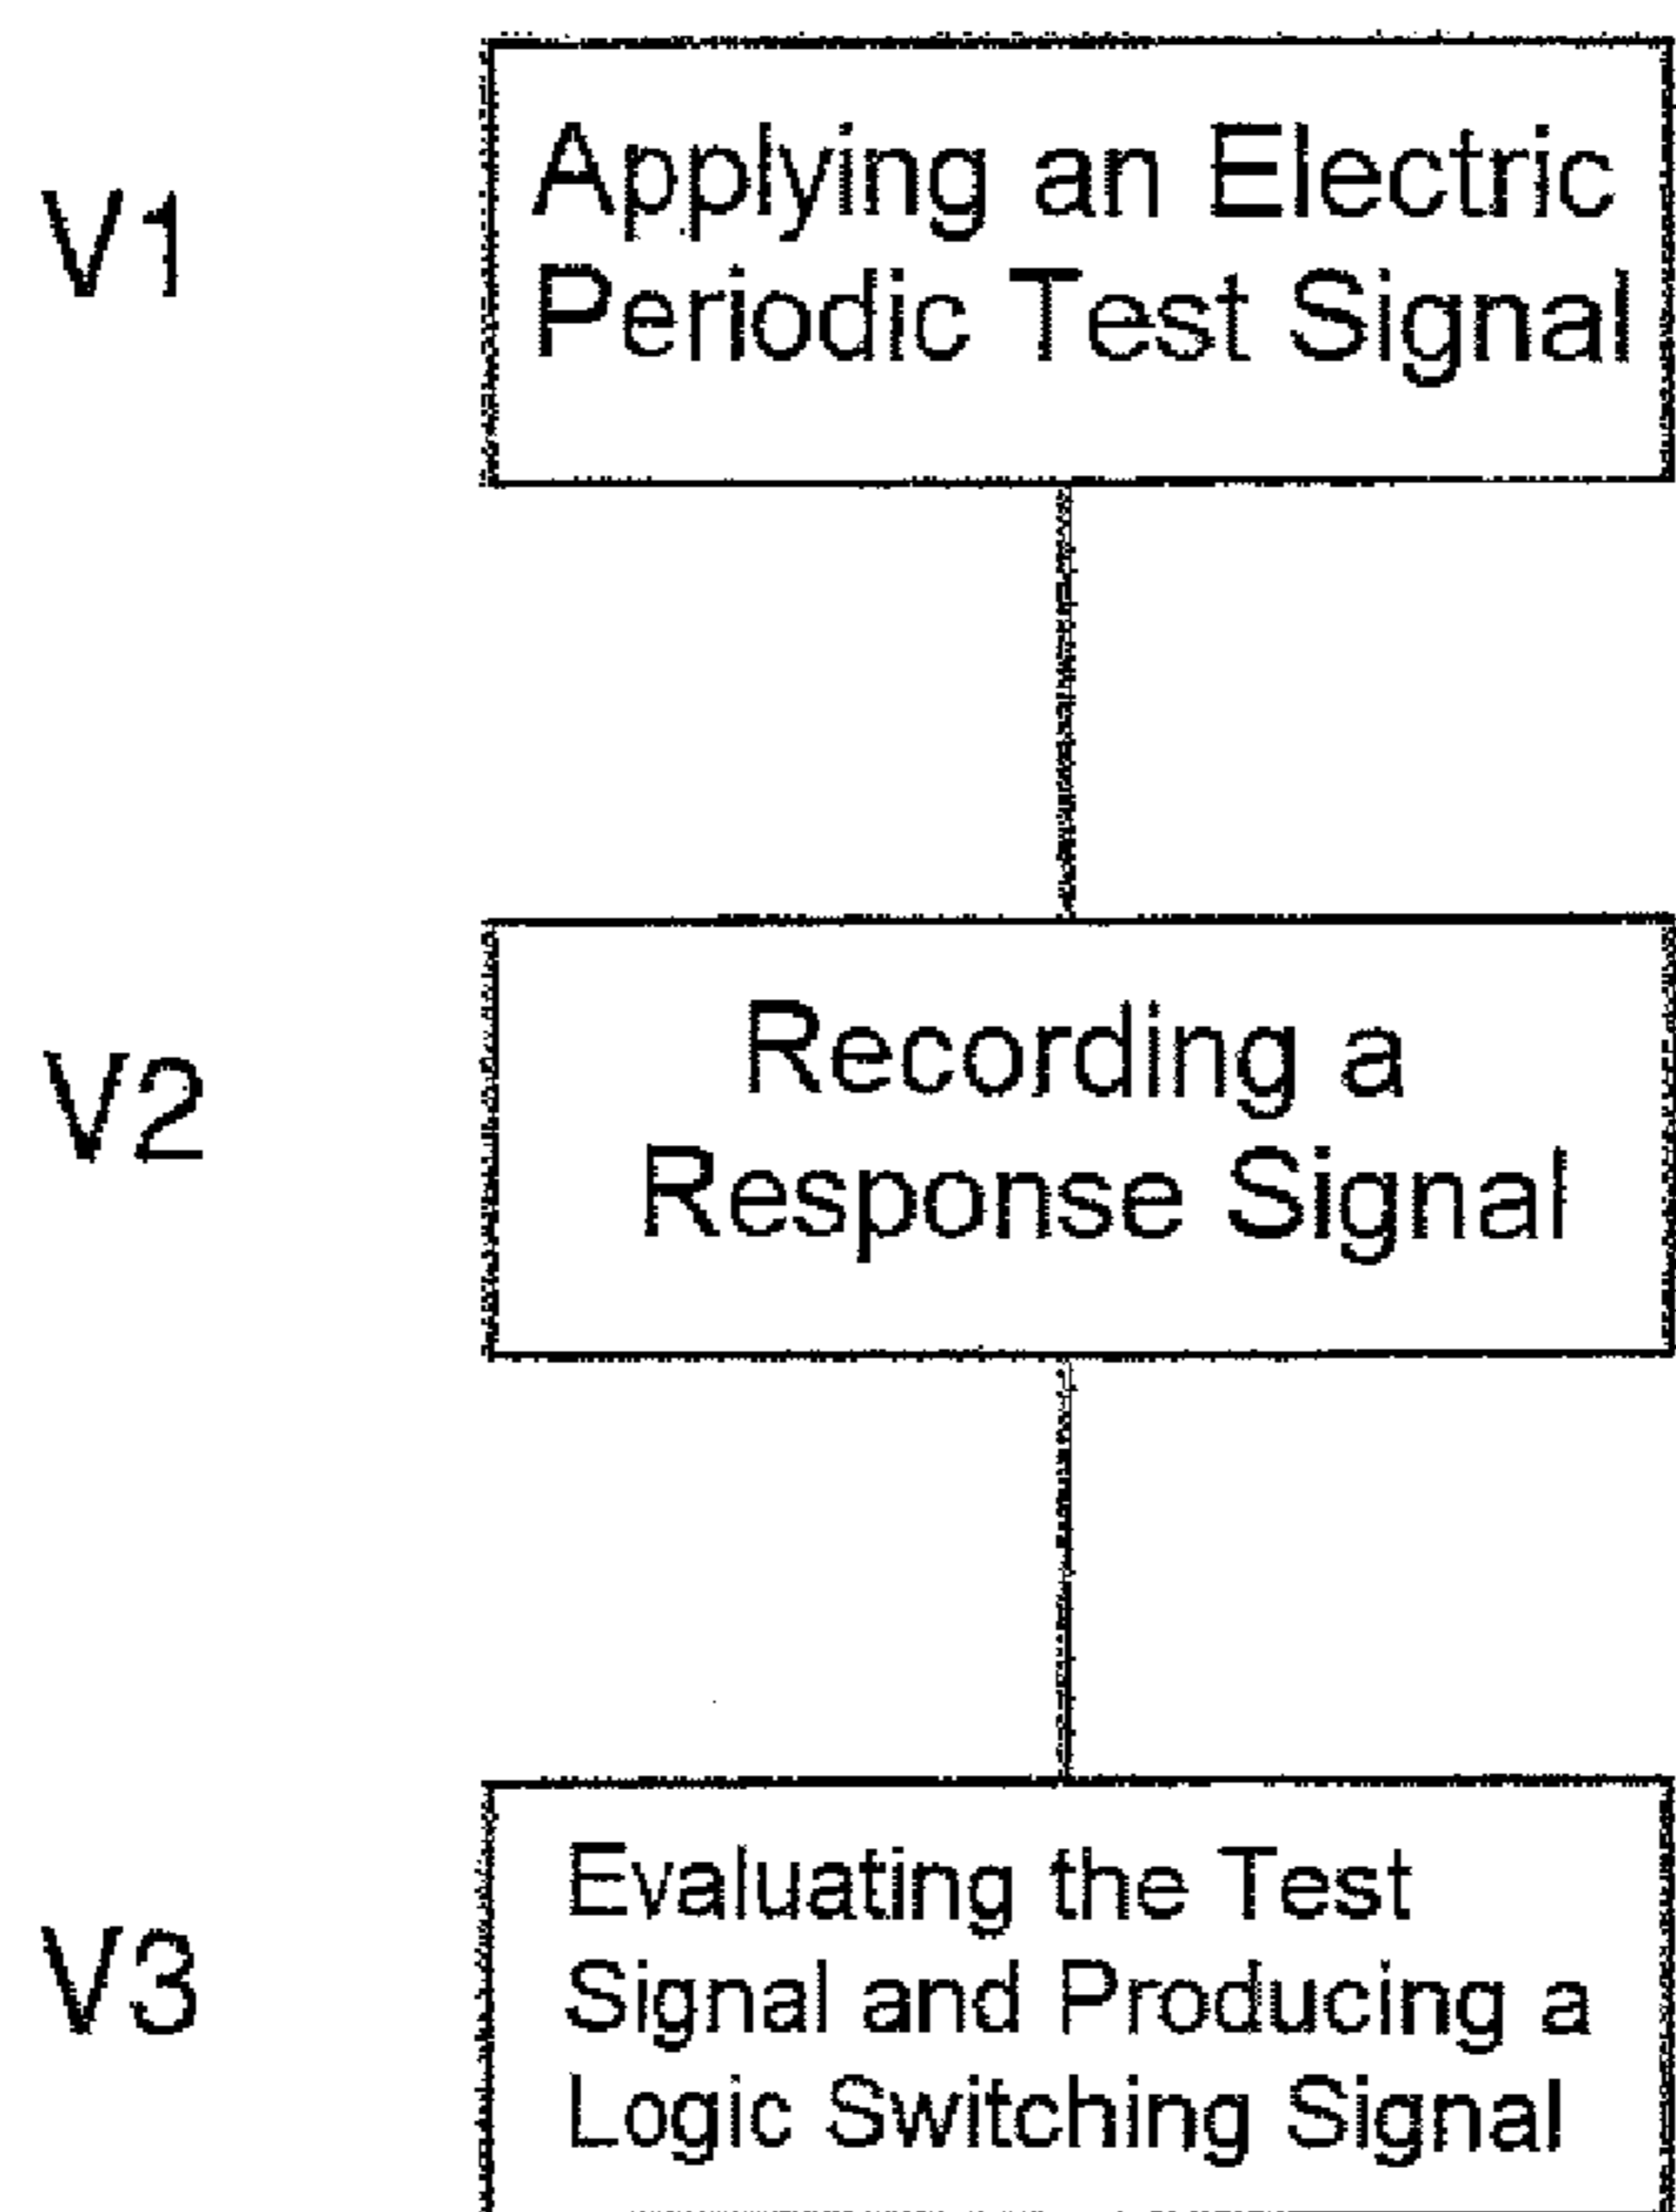 V1
Applying an Electric
Periodic Test Signal
V2
Recording a
Response Signal
V3
Evaluating the Test
Signal and Producing a
Logic Switching Signal